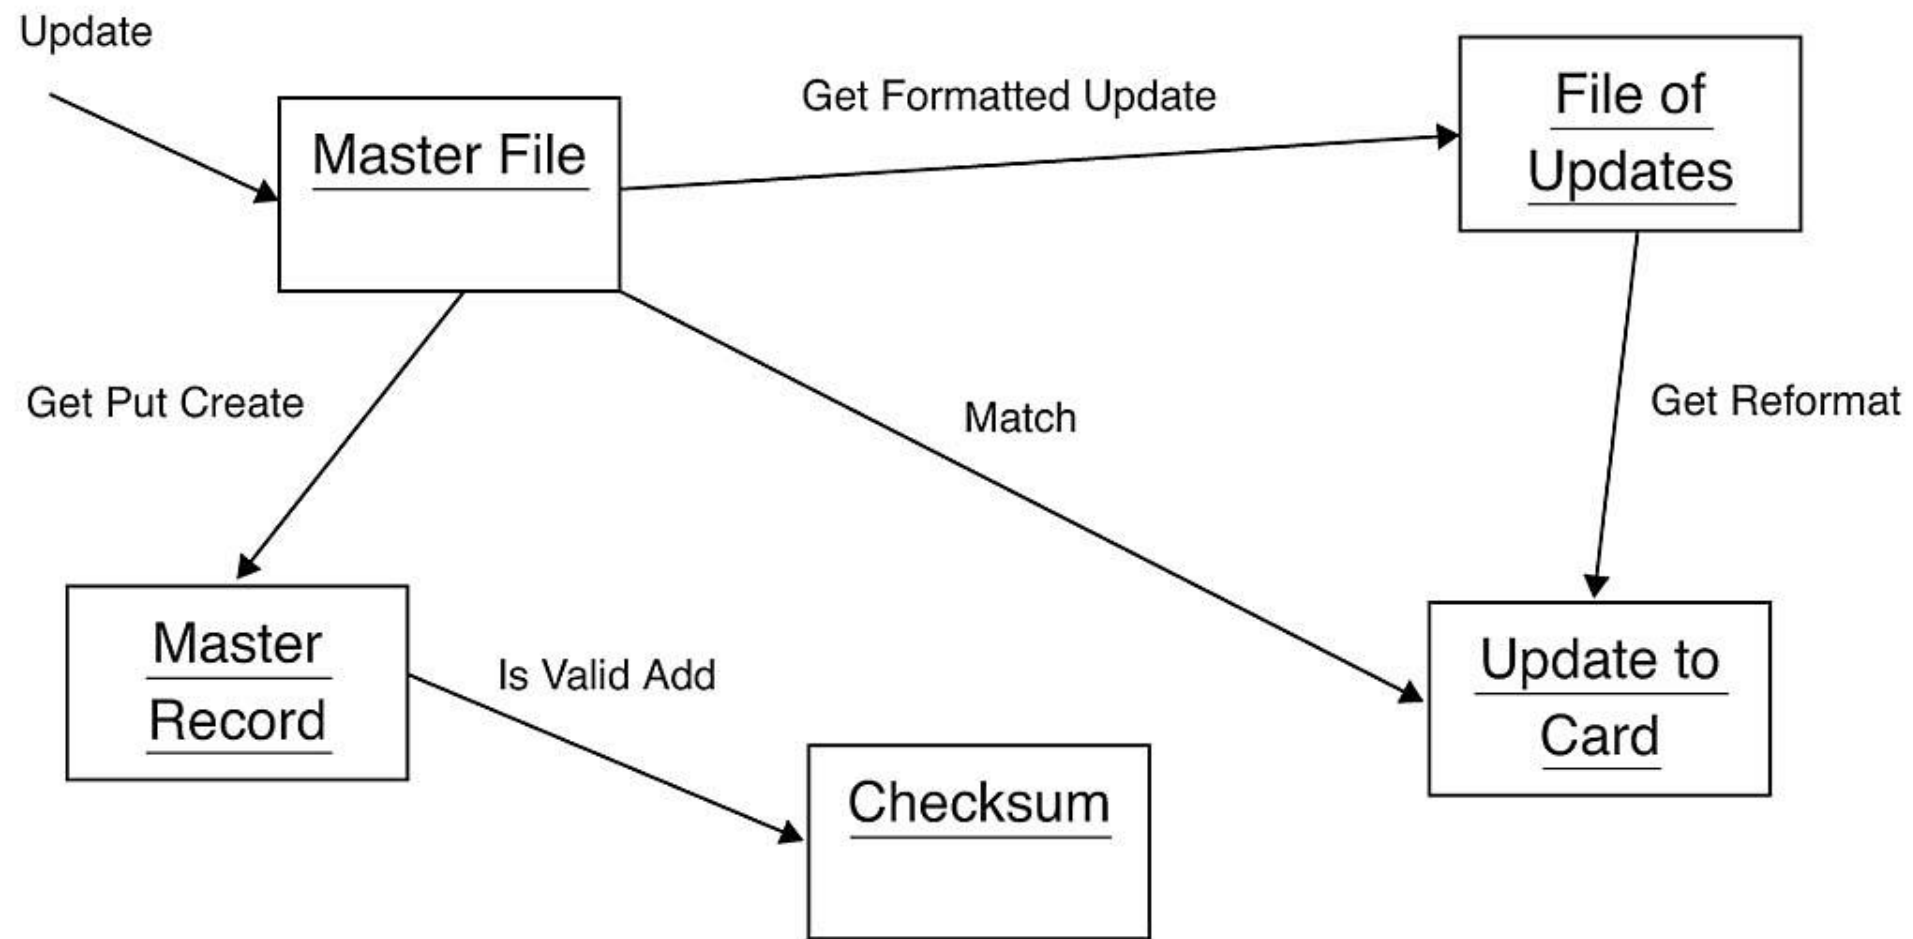 Update
Master File
Get Formatted Update
File of
Updates
Get Put Create
Match
Get Reformat
Master
Record
Is Valid Add
Update to
Card
Checksum